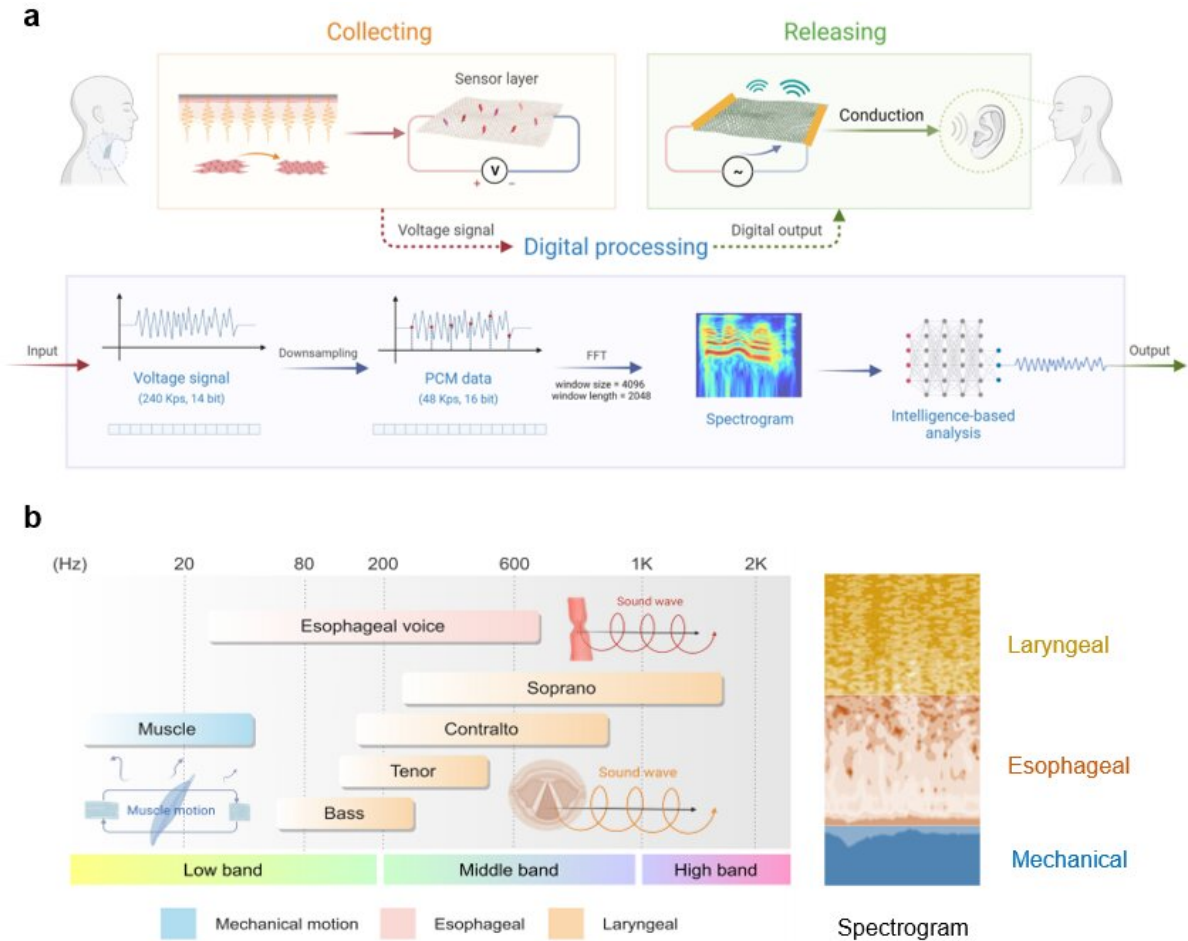 a
Collecting
Releasing
Sensor layer
V
+
−
~
Conduction
Voltage signal
Digital processing
Digital output
Input
Voltage signal
(240 Kps, 14 bit)
Downsampling
PCM data
(48 Kps, 16 bit)
FFT
window size = 4096
window length = 2048
Spectrogram
Intelligence-based
analysis
Output
b
(Hz) 20 80 200 600 1K 2K
Esophageal voice
Sound wave
Soprano
Muscle
Contralto
Tenor
Sound wave
Muscle motion
Bass
Low band
Middle band
High band
Mechanical motion
Esophageal
Laryngeal
Laryngeal
Esophageal
Mechanical
Spectrogram